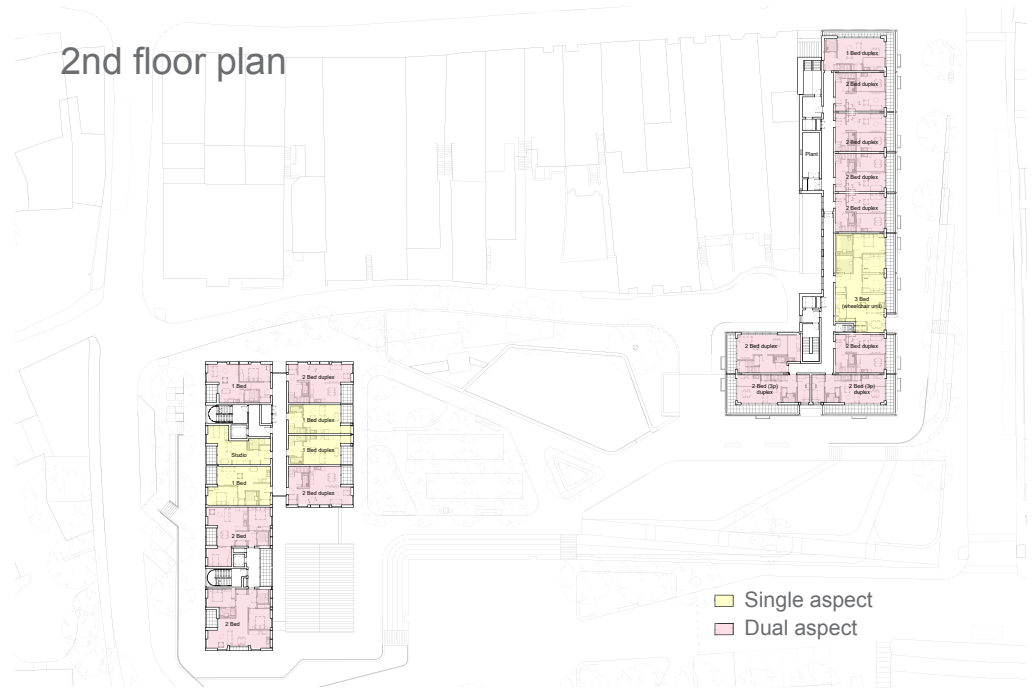 2nd floor plan
1 Bed duplex
2 Bed duplex
2 Bed duplex
Plant
2 Bed duplex
2 Bed duplex
3 Bed
(wheelchair unit)
2 Bed duplex
2 Bed duplex
2 Bed (3p)
duplex
2 Bed (3p)
duplex
1 Bed
2 Bed duplex
1 Bed duplex
Studio
1 Bed duplex
1 Bed
2 Bed duplex
2 Bed
2 Bed
Single aspect
Dual aspect